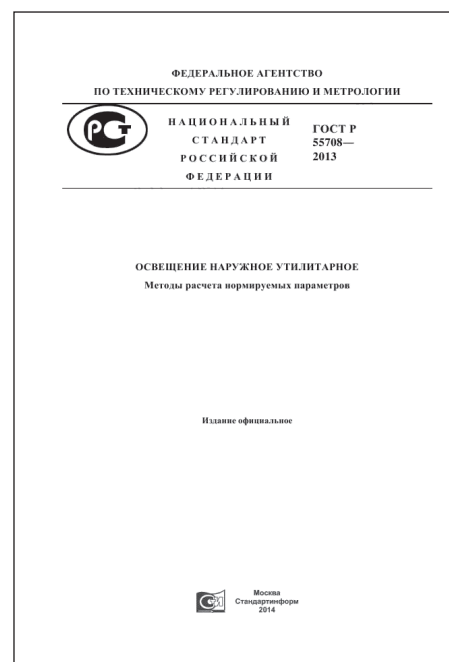 ФЕДЕРАЛЬНОЕ АГЕНТСТВО
ПО ТЕХНИЧЕСКОМУ РЕГУЛИРОВАНИЮ И МЕТРОЛОГИИ
РСТ
НАЦИОНАЛЬНЫЙ
СТАНДАРТ
РОССИЙСКОЙ
ФЕДЕРАЦИИ
ГОСТ Р
55708—
2013
ОСВЕЩЕНИЕ НАРУЖНОЕ УТИЛИТАРНОЕ
Методы расчета нормируемых параметров
Издание официальное
Москва
Стандартинформ
2014